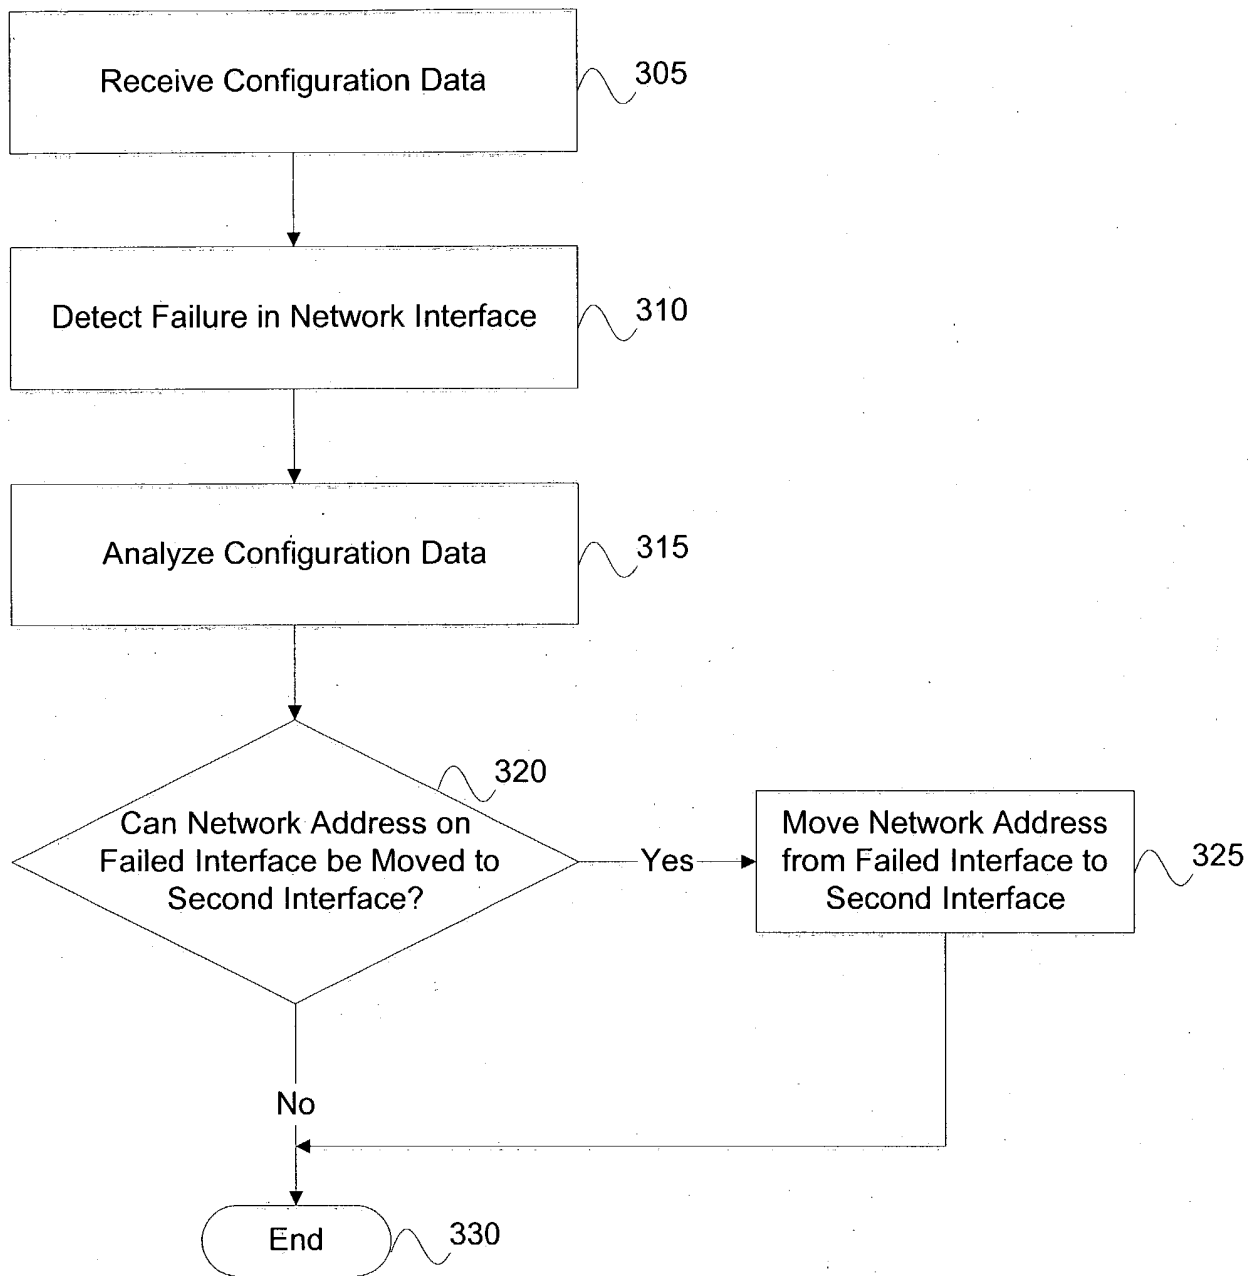 Receive Configuration Data
305
Detect Failure in Network Interface
310
Analyze Configuration Data
315
320
Can Network Address on
Failed Interface be Moved to
Second Interface?
Yes
Move Network Address
from Failed Interface to
Second Interface
325
No
End
330